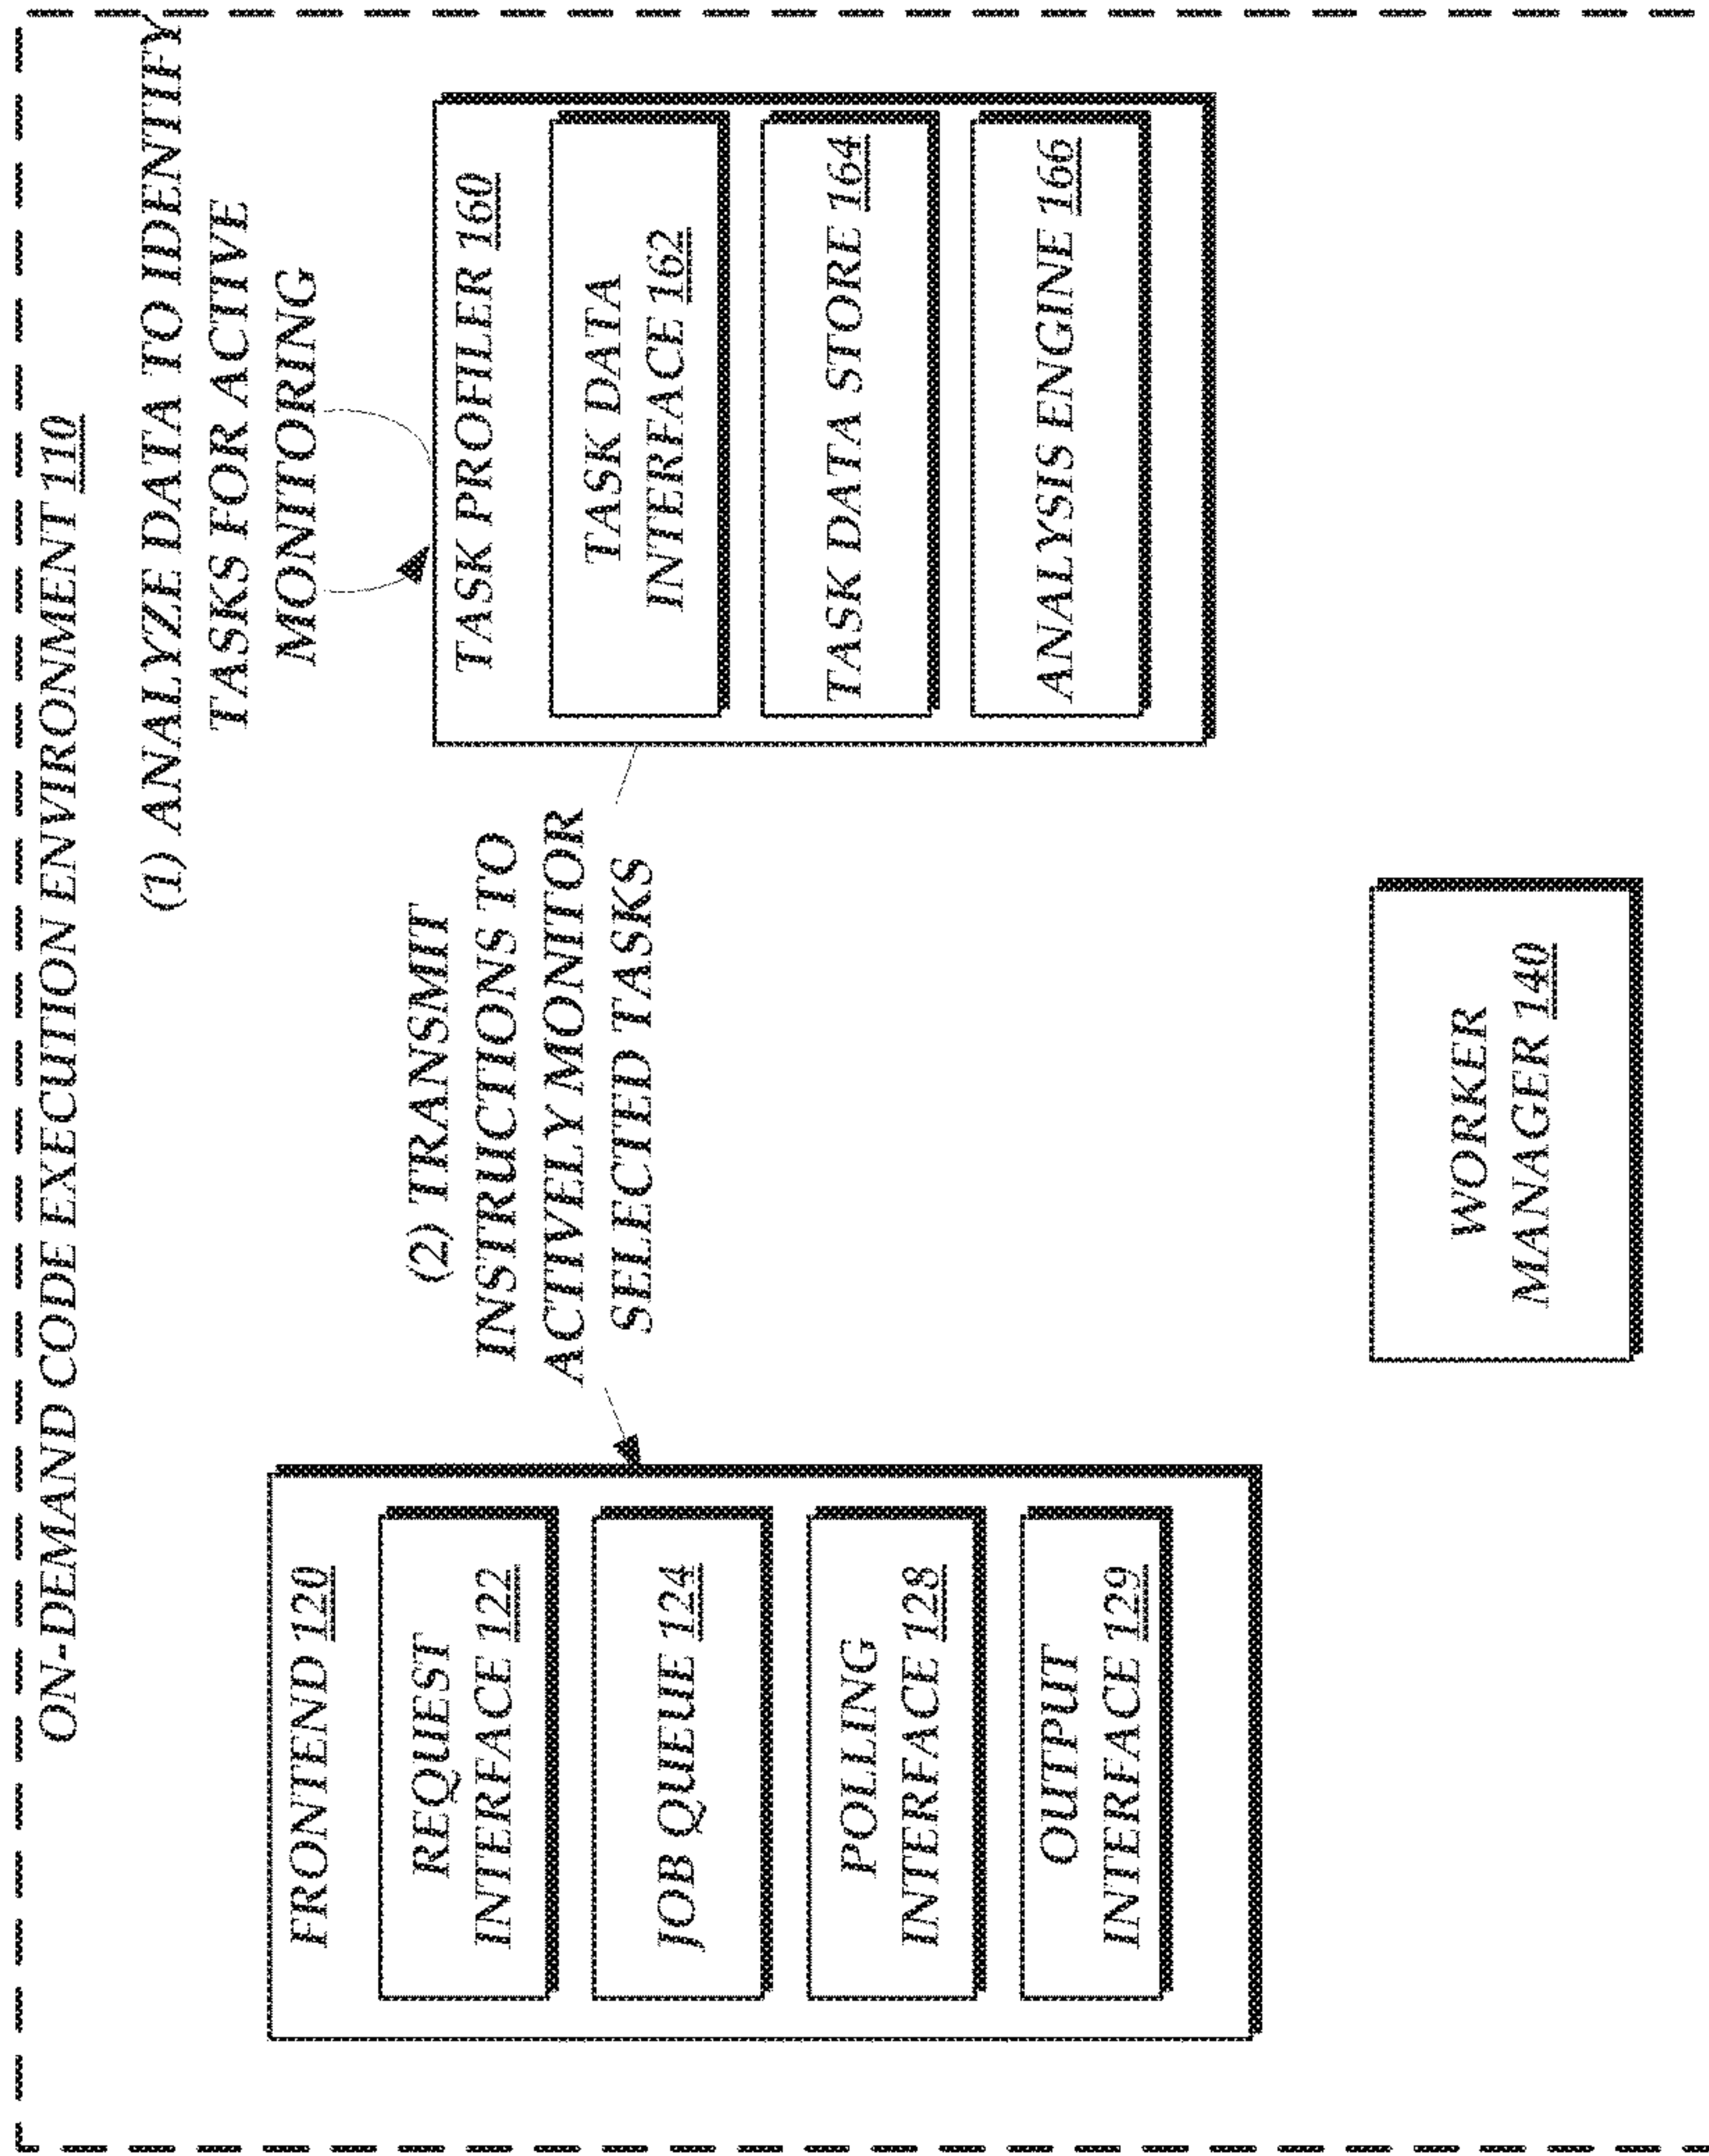 ON-DEMAND CODE EXECUTION ENVIRONMENT 110
(1) ANALYZE DATA TO IDENTIFY
TASKS FOR ACTIVE
MONITORING
FRONTEND 120
REQUEST
INTERFACE 122
JOB QUEUE 124
POLLING
INTERFACE 128
OUTPUT
INTERFACE 129
(2) TRANSMIT
INSTRUCTIONS TO
ACTIVELY MONITOR
SELECTED TASKS
TASK PROFILER 160
TASK DATA
INTERFACE 162
TASK DATA STORE 164
ANALYSIS ENGINE 166
WORKER
MANAGER 140